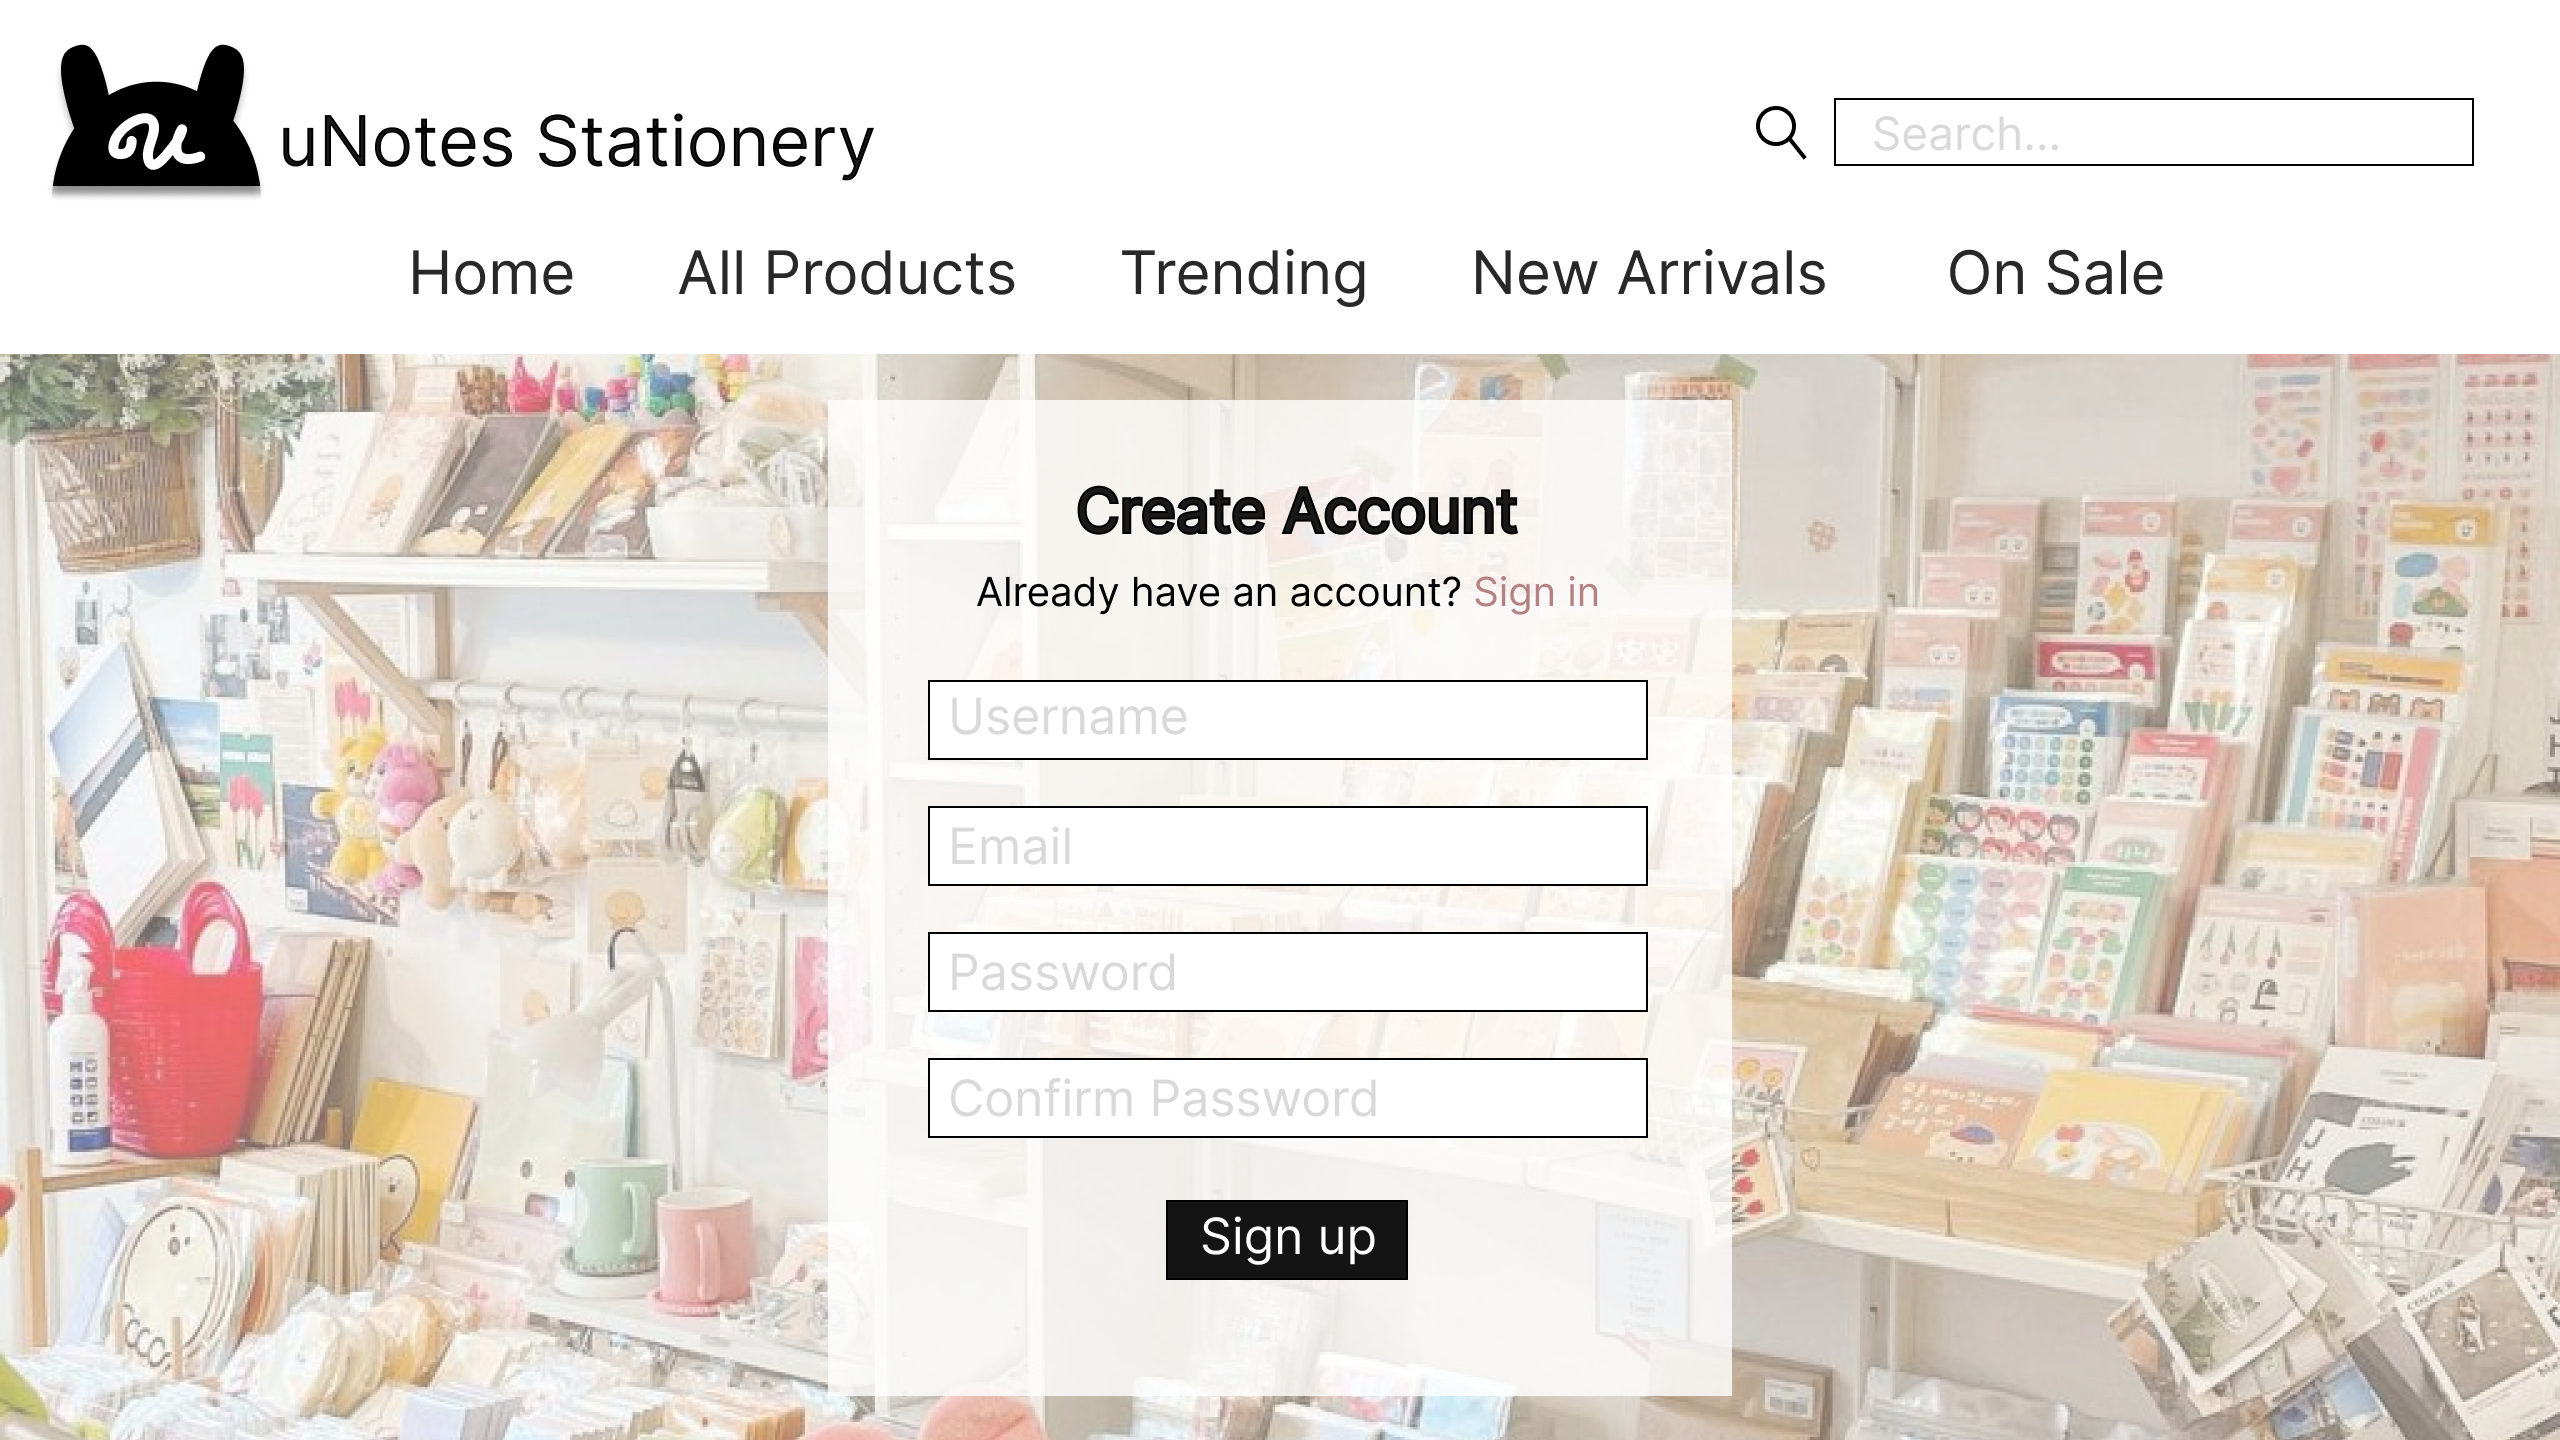 u
uNotes Stationery
Search...
Home All Products Trending New Arrivals On Sale
Create Account
Already have an account? Sign in
Username
Email
Password
Confirm Password
Sign up
J
H
COLOUR